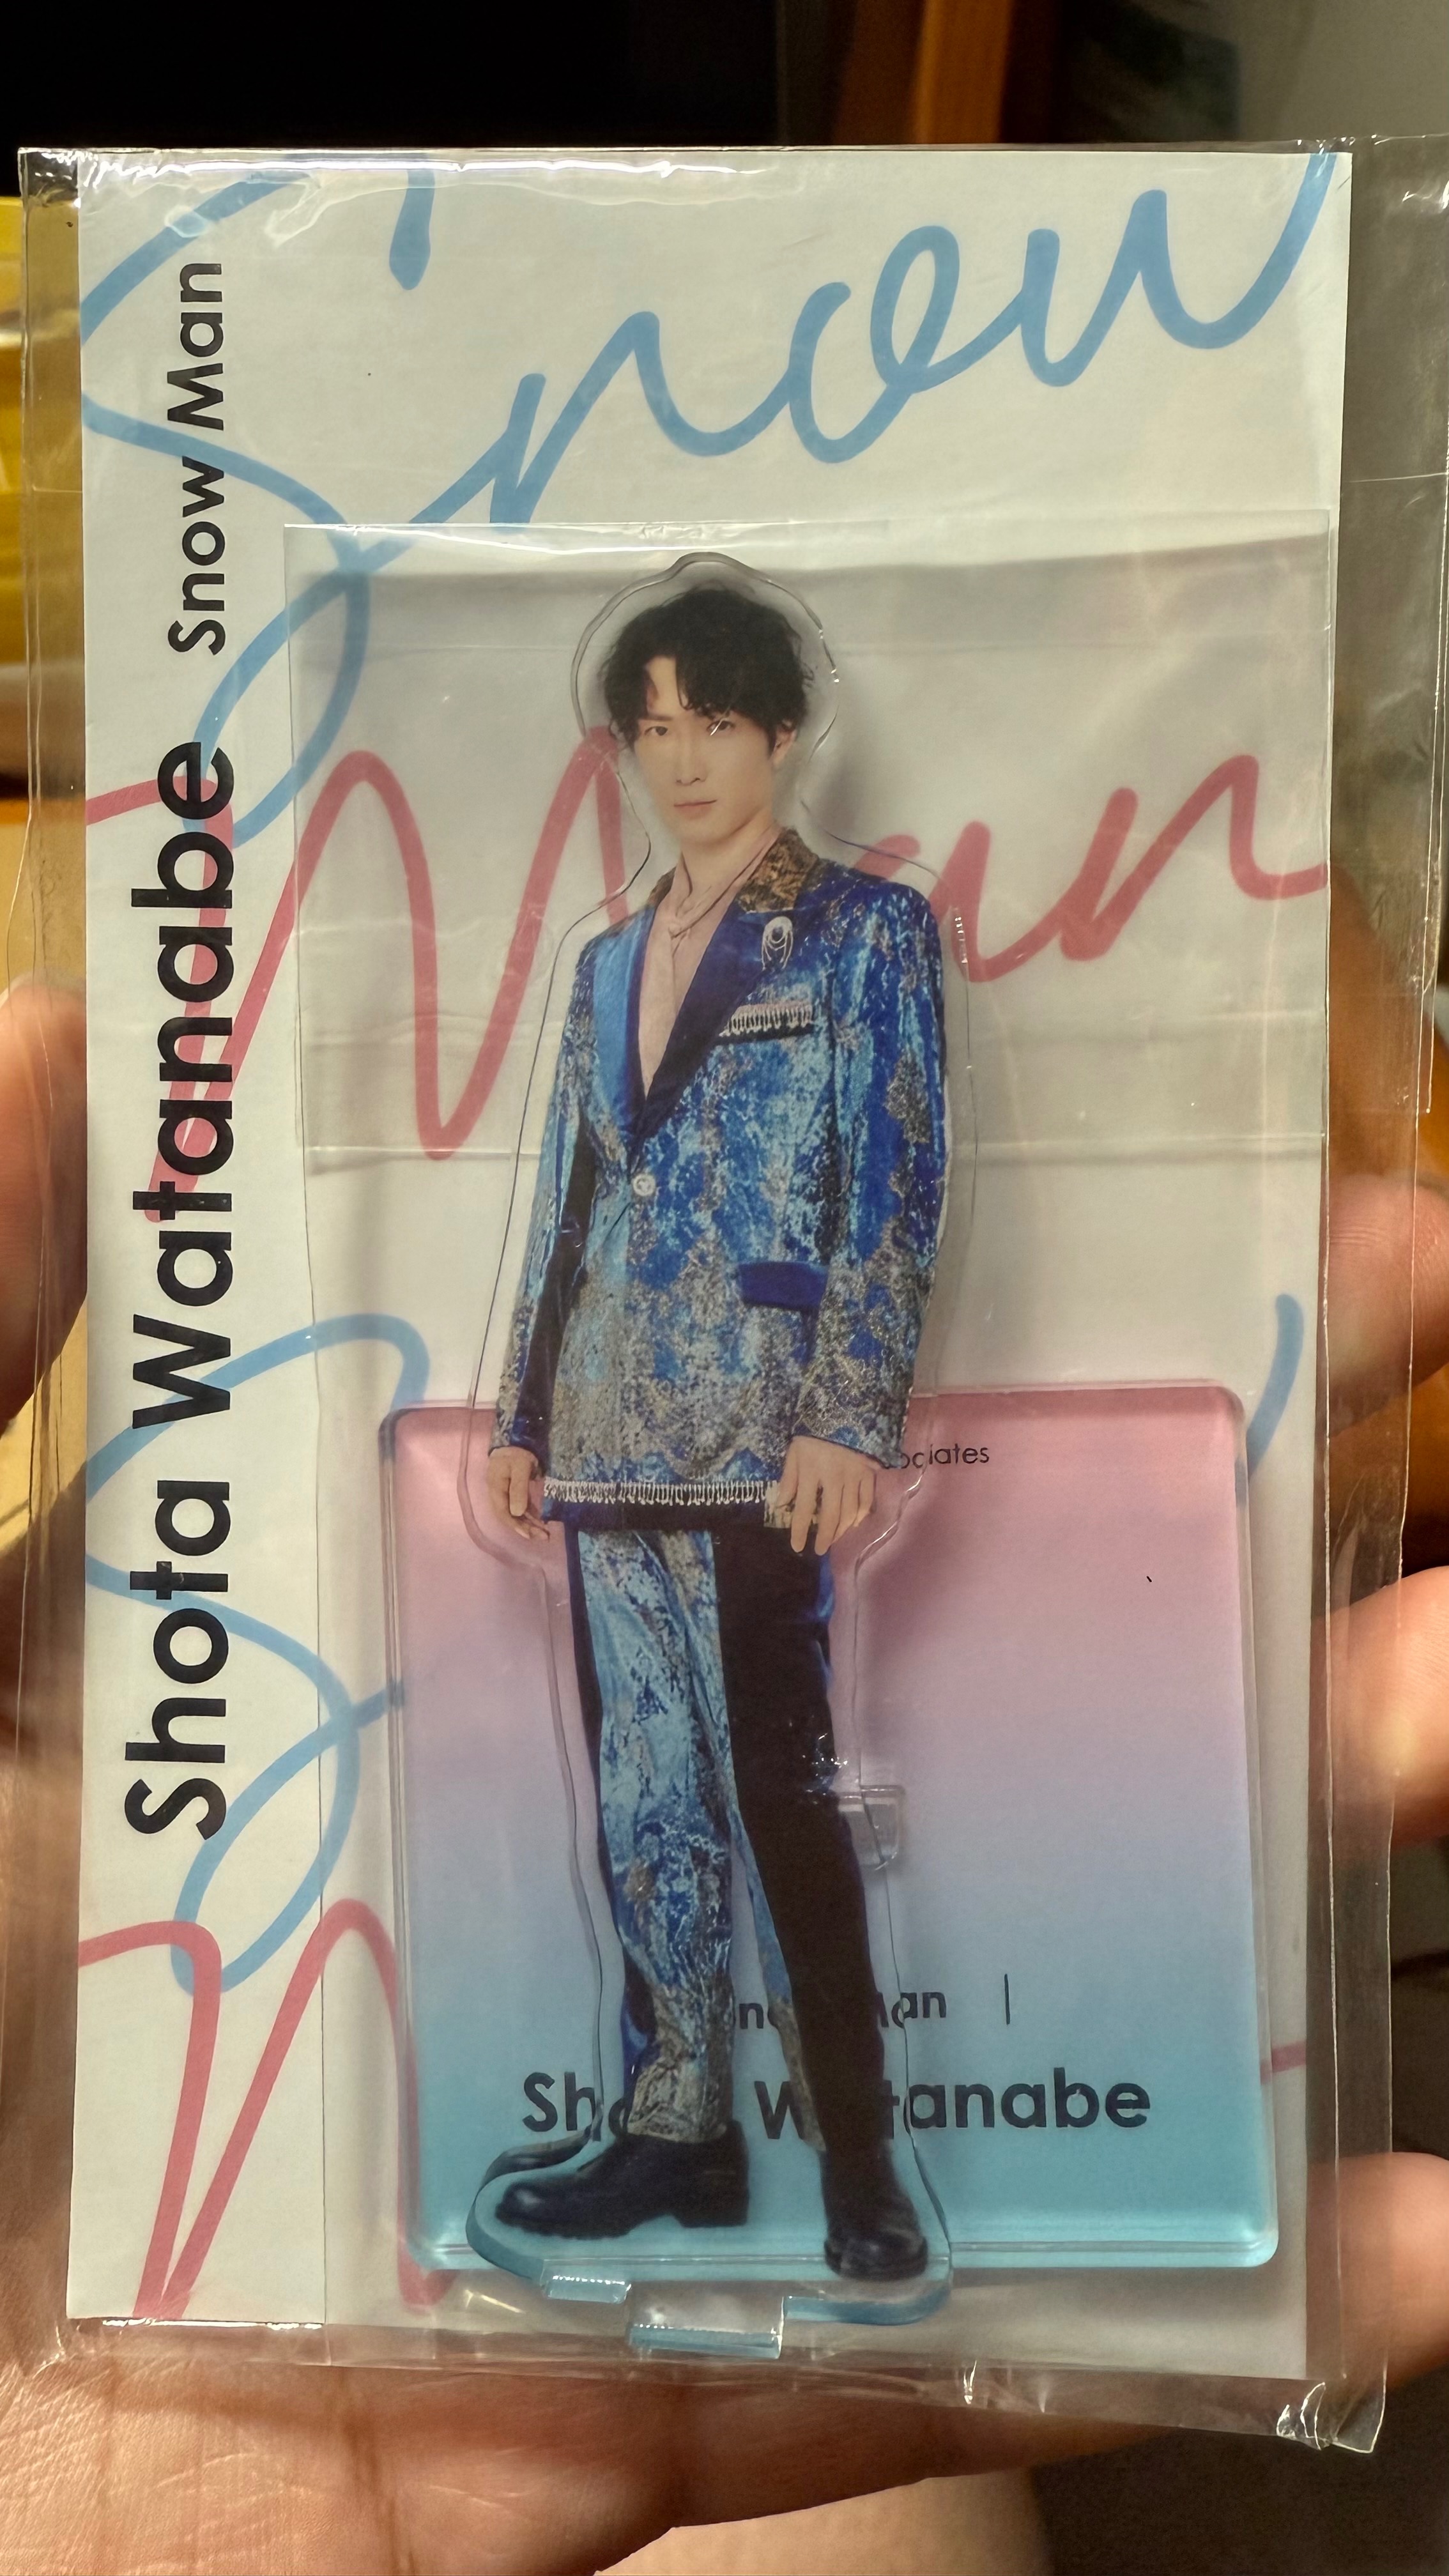 Shota Watanabe
Snow Man
Snow
Man
Shota Watanabe